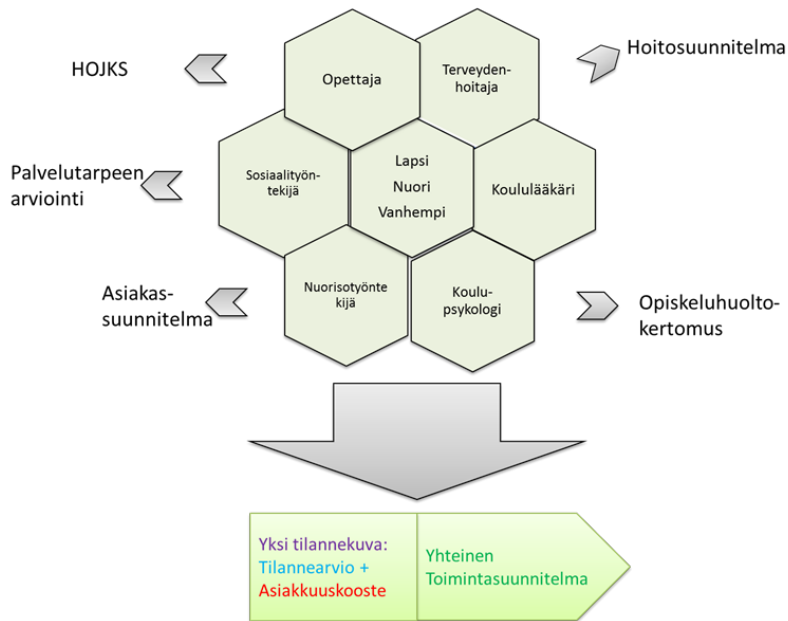 HOJKS
Opettaja
Terveyden-
hoitaja
Hoitosuunnitelma
Palvelutarpeen
arviointi
Sosiaalityön-
tekijä
Lapsi
Nuori
Vanhempi
Koululääkäri
Asiakas-
suunnitelma
Nuorisotyönte
kijä
Koulu-
psykologi
Opiskeluhuolto-
kertomus
Yksi tilannekuva:
Tilannearvio +
Asiakkuuskooste
Yhteinen
Toimintasuunnitelma